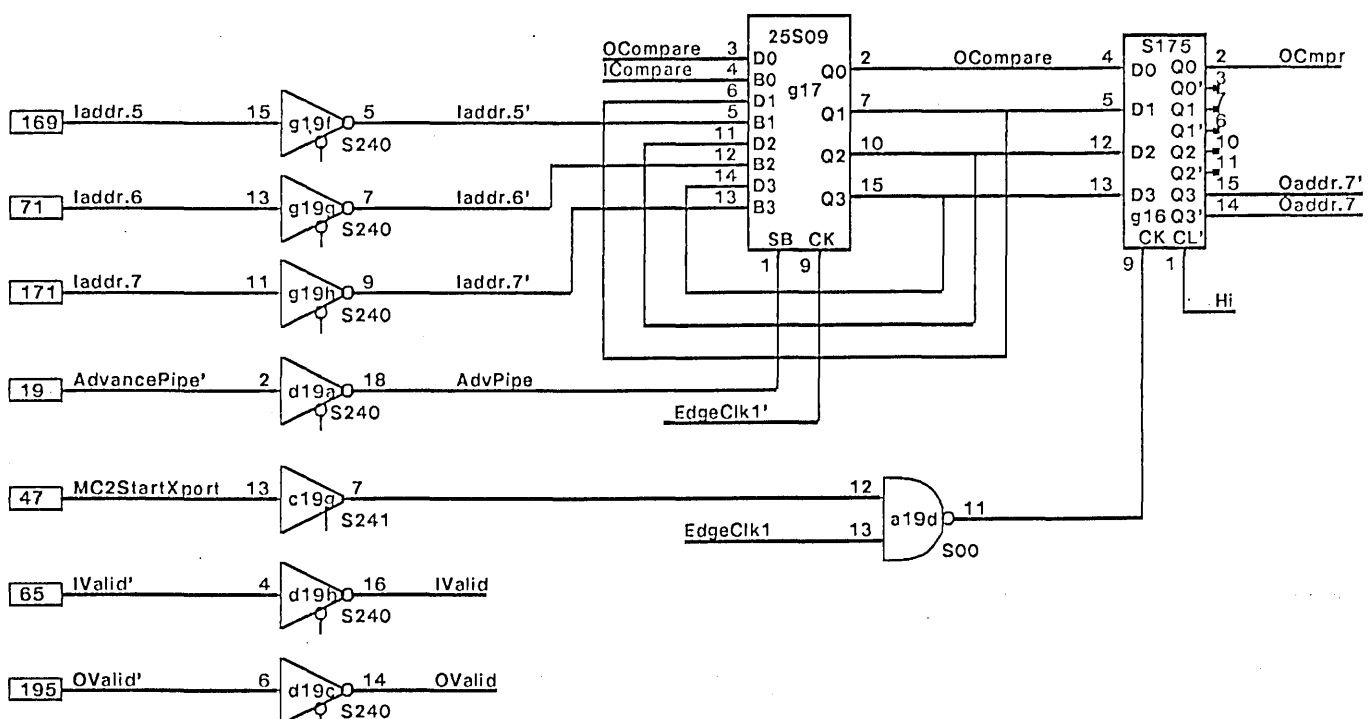 25S09
S175
OCompare 3 D0 Q0 2 OCompare 4 D0 Q0 2 OCmpr
ICompare 4 B0 g17 Q0' 3
6 D1 Q1 7 5 D1 Q1 7
169 Iaddr.5 15 g19f 5 Iaddr.5' 5 B1 Q1' 6
S240
11 D2 Q2 10 12 D2 Q2 10
12 B2 Q2' 11
71 Iaddr.6 13 g19g 7 Iaddr.6'
S240
14 D3 Q3 15 13 D3 Q3 15 Oaddr.7'
13 B3 g16 Q3' 14 Oaddr.7
SB CK
1 9
CK CL'
9 1
171 Iaddr.7 11 g19h 9 Iaddr.7'
S240
Hi
19 AdvancePipe' 2 d19a 18 AdvPipe
S240
EdgeClk1'
47 MC2StartXport 13 c19g 7 12
S241
a19d 11
EdgeClk1 13
S00
65 IValid' 4 d19b 16 IValid
S240
195 OValid' 6 d19c 14 OValid
S240